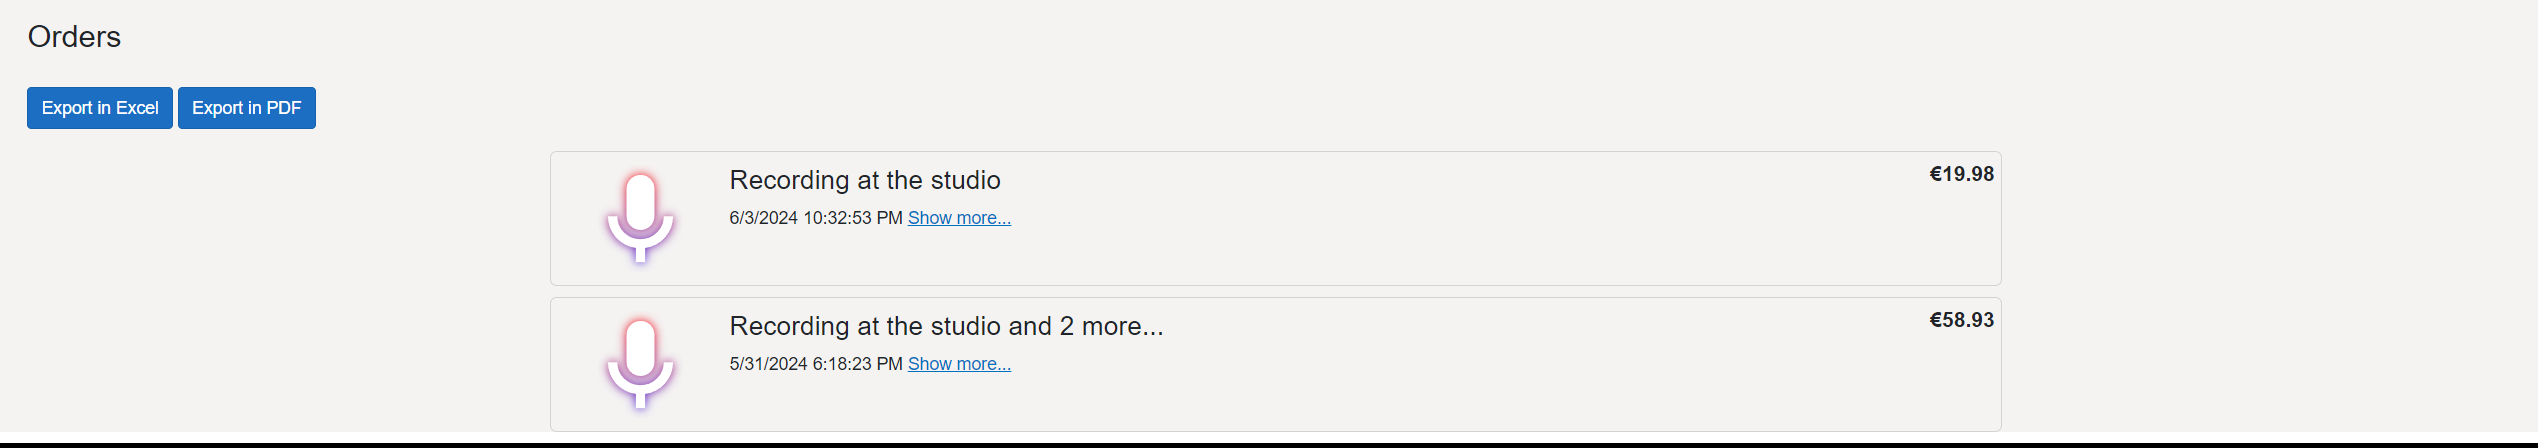 Orders
Export in Excel Export in PDF
Recording at the studio €19.98
6/3/2024 10:32:53 PM Show more...
Recording at the studio and 2 more... €58.93
5/31/2024 6:18:23 PM Show more...